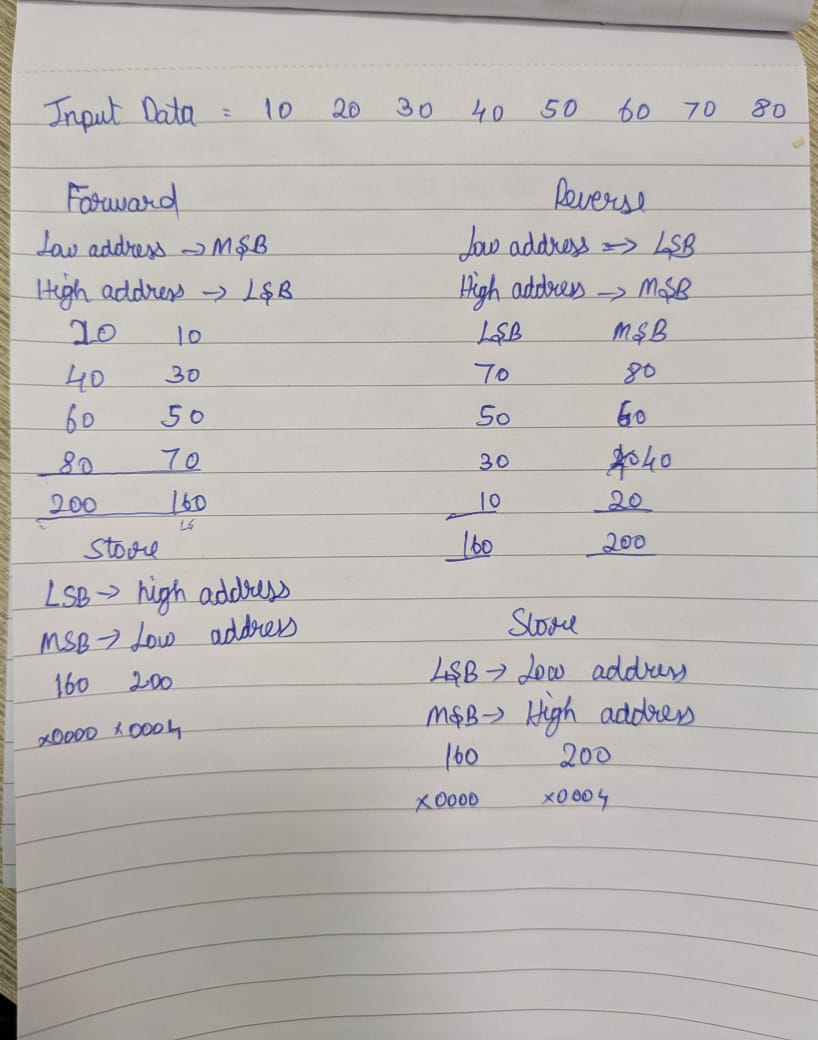 Input Data = 10 20 30 40 50 60 70 80
Forward
Low address → MSB
High address → LSB
20 10
40 30
60 50
80 70
200 160
Store
LSB → high address
MSB → Low address
160 200
x0000 x0004
Reverse
Low address => LSB
High address → MSB
LSB MSB
70 80
50 60
30 40
10 20
160 200
Store
LSB → Low address
MSB → High address
160 200
x0000 x0004